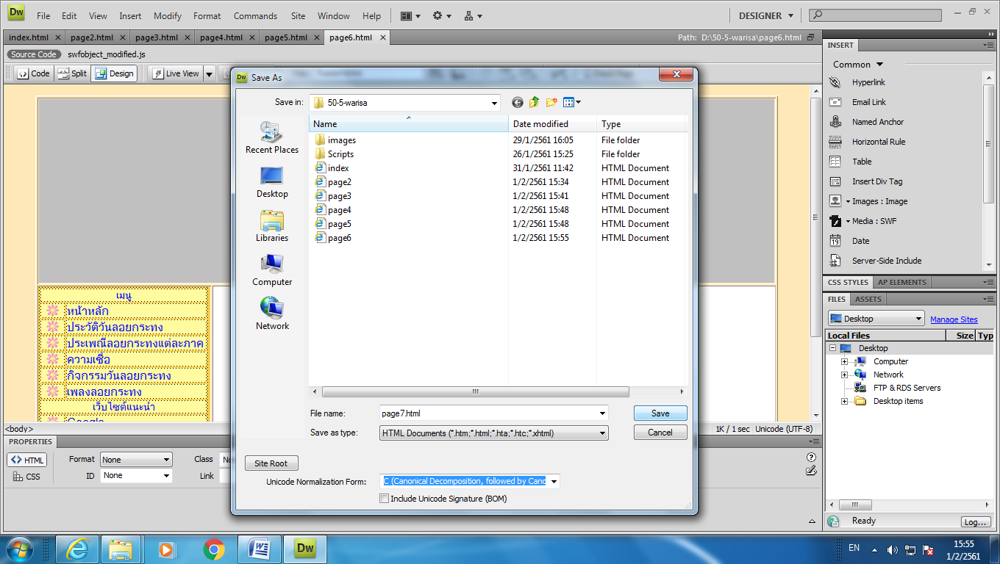 Dw File Edit View Insert Modify Format Commands Site Window Help DESIGNER
index.html page2.html page3.html page4.html page5.html page6.html Path: D:\50-5-warisa\page6.html
Source Code swfobject_modified.js
Code Split Design Live View
Dw Save As
Save in: 50-5-warisa
Name Date modified Type
images 29/1/2561 16:05 File folder
Scripts 26/1/2561 15:25 File folder
index 31/1/2561 11:42 HTML Document
page2 1/2/2561 15:34 HTML Document
page3 1/2/2561 15:41 HTML Document
page4 1/2/2561 15:48 HTML Document
page5 1/2/2561 15:48 HTML Document
page6 1/2/2561 15:55 HTML Document
Recent Places
Desktop
Libraries
Computer
Network
File name: page7.html Save
Save as type: HTML Documents (*.htm;*.html;*.hta;*.htc;*.xhtml) Cancel
Site Root
Unicode Normalization Form: C (Canonical Decomposition, followed by Canc
Include Unicode Signature (BOM)
เมนู
หน้าหลัก
ประวัติวันลอยกระทง
ประเพณีลอยกระทงแต่ละภาค
ความเชื่อ
กิจกรรมวันลอยกระทง
เพลงลอยกระทง
เว็บไซต์แนะนำ
Google
<body> 1K / 1 sec Unicode (UTF-8)
PROPERTIES
HTML Format None Class
CSS ID None Link
INSERT
Common
Hyperlink
Email Link
Named Anchor
Horizontal Rule
Table
Insert Div Tag
Images : Image
Media : SWF
Date
19
Server-Side Include
CSS STYLES AP ELEMENTS
FILES ASSETS
Desktop Manage Sites
Local Files Size Typ
Desktop
Computer
Network
FTP & RDS Servers
Desktop items
Ready Log...
Dw EN 15:55
1/2/2561